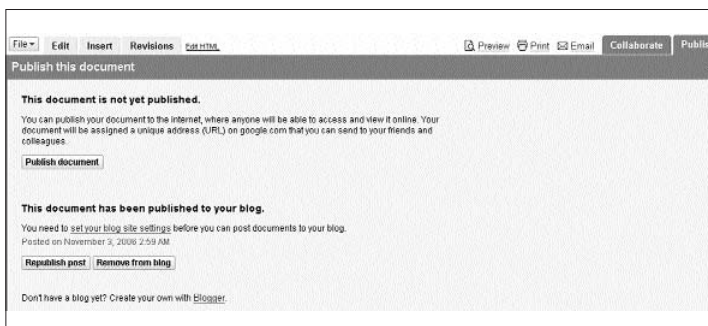 File Edit Insert Revisions Edit HTML Preview Print Email Collaborate Publis
Publish this document
This document is not yet published.
You can publish your document to the internet, where anyone will be able to access and view it online. Your
document will be assigned a unique address (URL) on google.com that you can send to your friends and
colleagues.
Publish document
This document has been published to your blog.
You need to set your blog site settings before you can post documents to your blog.
Posted on November 3, 2006 2:59 AM
Republish post Remove from blog
Don't have a blog yet? Create your own with Blogger.